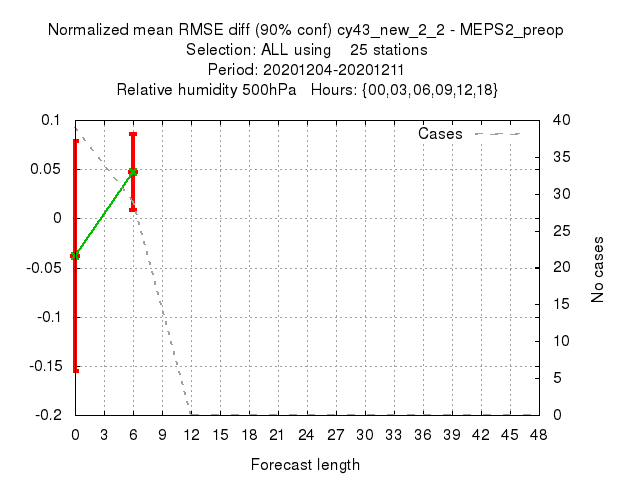 Normalized mean RMSE diff (90% conf) cy43_new_2_2 - MEPS2_preop
Selection: ALL using 25 stations
Period: 20201204-20201211
Relative humidity 500hPa Hours: {00,03,06,09,12,18}
Cases
0.1
0.05
0
-0.05
-0.1
-0.15
-0.2
40
35
30
25
20
15
10
5
0
No cases
0 3 6 9 12 15 18 21 24 27 30 33 36 39 42 45 48
Forecast length